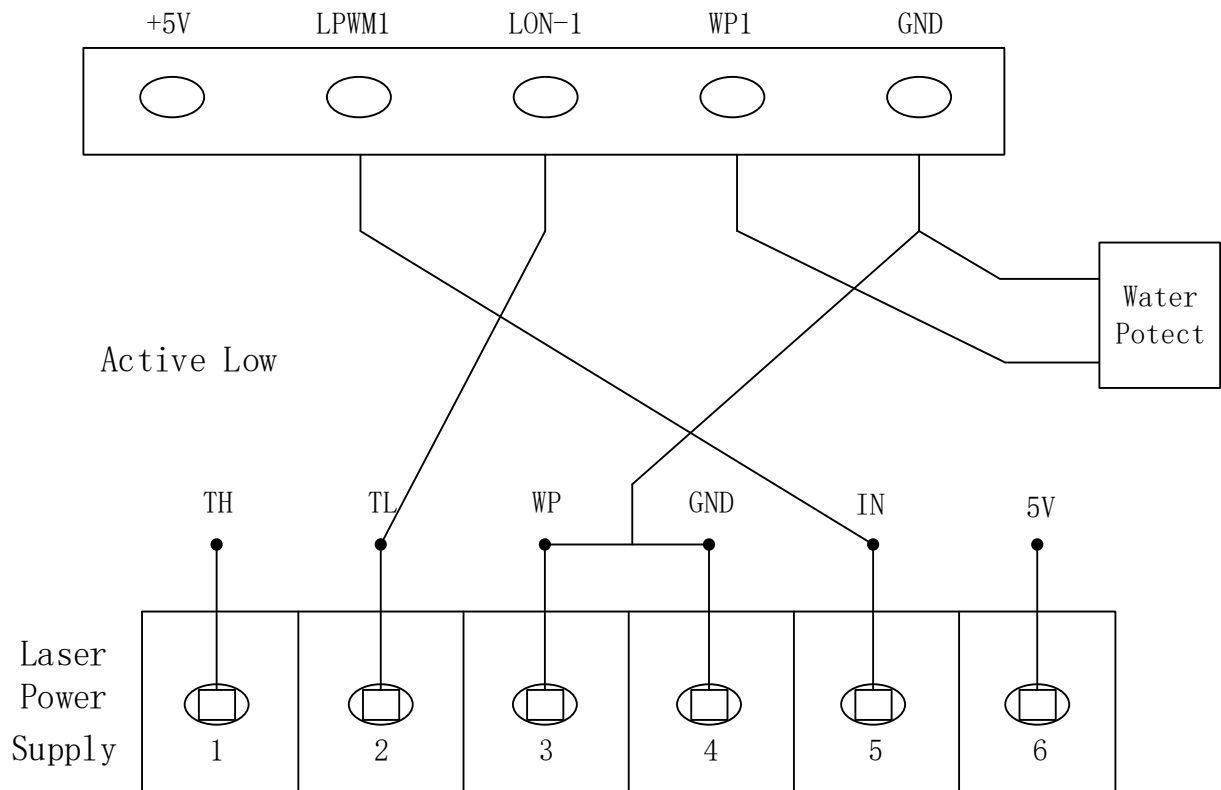 +5V LPWM1 LON-1 WP1 GND
Water
Potect
Active Low
TH TL WP GND IN 5V
Laser
Power
Supply
1 2 3 4 5 6